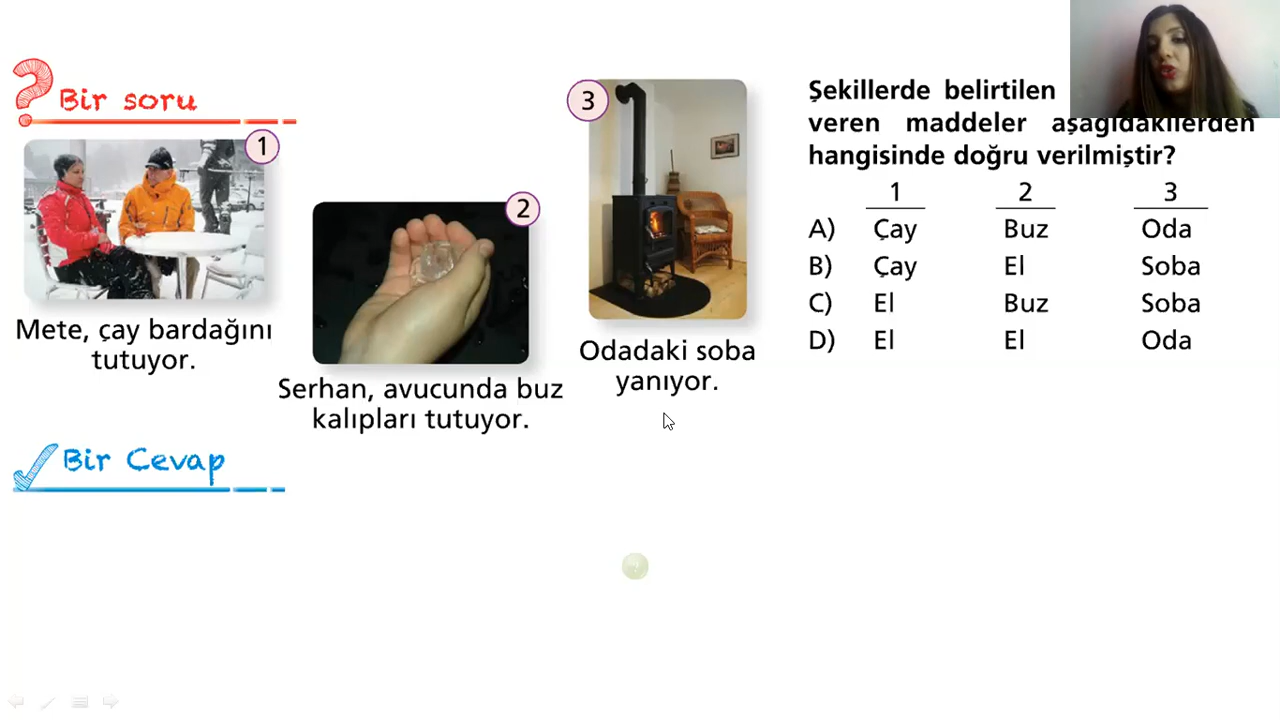 Bir soru
1
Mete, çay bardağını
tutuyor.
2
Serhan, avucunda buz
kalıpları tutuyor.
3
Odadaki soba
yanıyor.
Şekillerde belirtilen
veren maddeler aşağıdakilerden
hangisinde doğru verilmiştir?
1 2 3
A) Çay Buz Oda
B) Çay El Soba
C) El Buz Soba
D) El El Oda
Bir Cevap